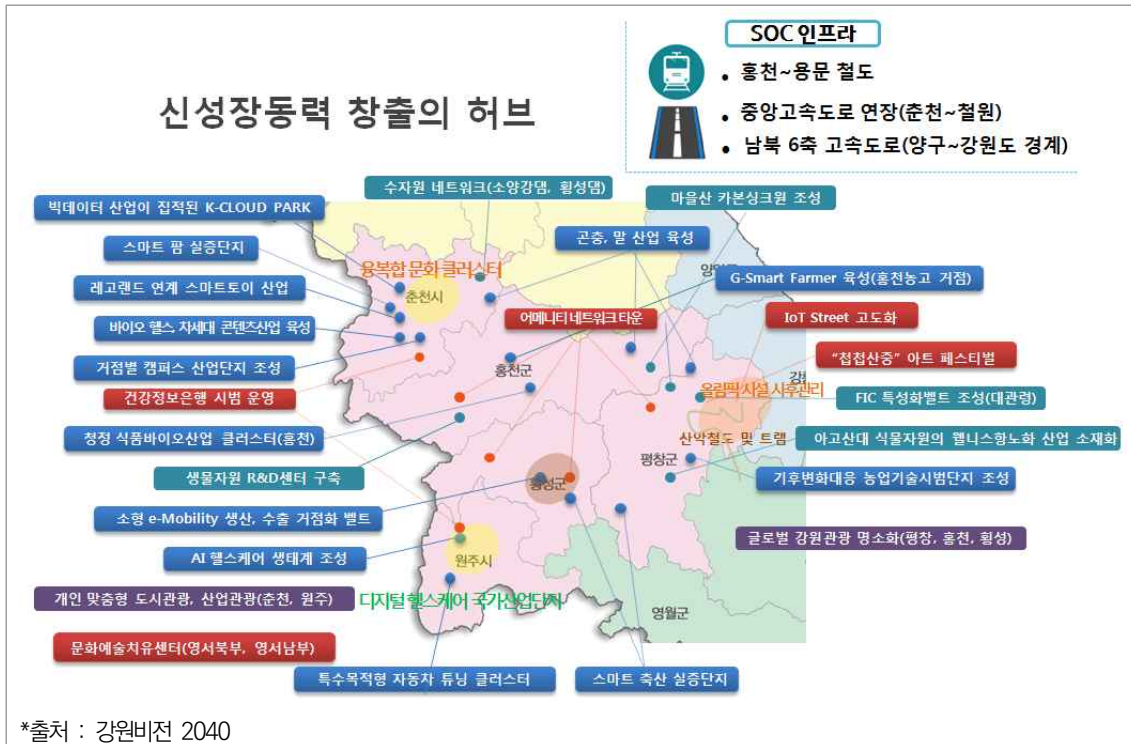 SOC 인프라
• 홍천~용문 철도
신성장동력 창출의 허브
• 중앙고속도로 연장(춘천~철원)
• 남북 6축 고속도로(양구~강원도 경계)
수자원 네트워크(소양강댐, 횡성댐)
마을산 카본싱크원 조성
빅데이터 산업이 집적된 K-CLOUD PARK
곤충, 말 산업 육성
스마트 팜 실증단지
융복합 문화 클러스터
G-Smart Farmer 육성(홍천농고 거점)
레고랜드 연계 스마트토이 산업
춘천시
어메니티 네트워크 타운
IoT Street 고도화
바이오 헬스, 차세대 콘텐츠산업 육성
"첩첩산중" 아트 페스티벌
거점별 캠퍼스 산업단지 조성
홍천군
올림픽 시설 사후관리
건강정보은행 시범 운영
FIC 특성화벨트 조성(대관령)
청정 식품바이오산업 클러스터(홍천)
산악철도 및 트램
아고산대 식물자원의 웰니스항노화 산업 소재화
평창군
생물자원 R&D센터 구축
횡성군
기후변화대응 농업기술시범단지 조성
소형 e-Mobility 생산, 수출 거점화 벨트
글로벌 강원관광 명소화(평창, 홍천, 횡성)
AI 헬스케어 생태계 조성
원주시
개인 맞춤형 도시관광, 산업관광(춘천, 원주)
디지털 헬스케어 국가산업단지
영월군
문화예술치유센터(영서북부, 영서남부)
특수목적형 자동차 튜닝 클러스터
스마트 축산 실증단지
*출처 : 강원비전 2040